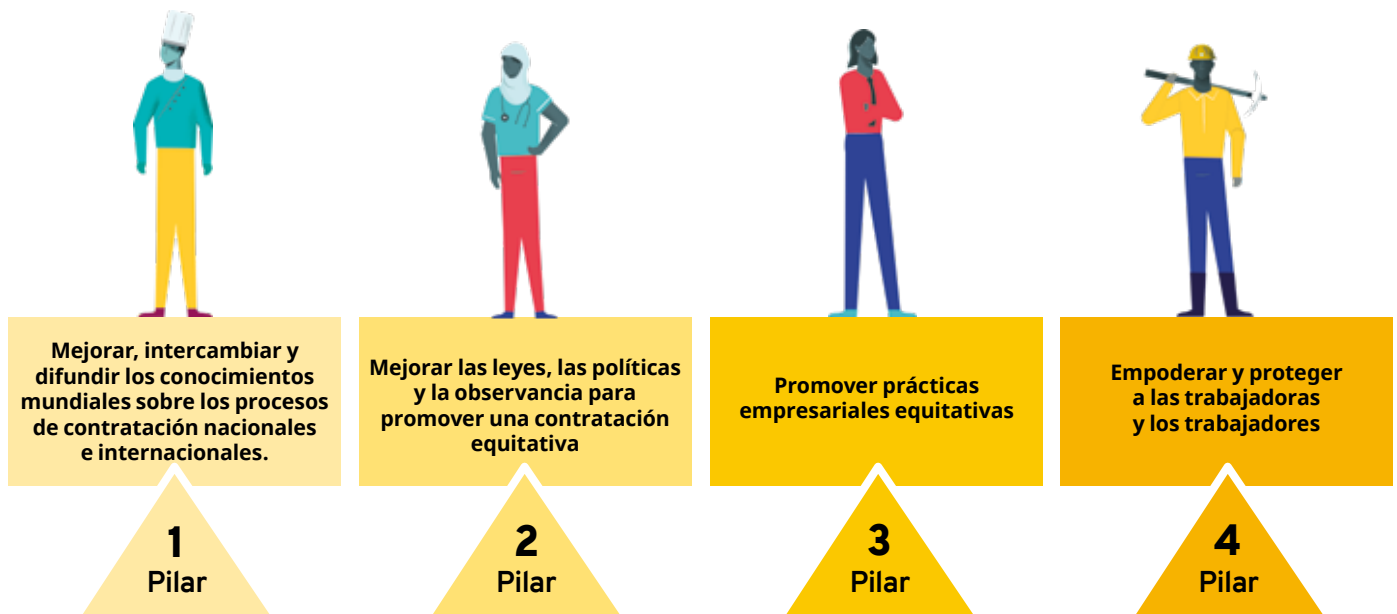 Mejorar, intercambiar y
difundir los conocimientos
mundiales sobre los procesos
de contratación nacionales
e internacionales.
1
Pilar
Mejorar las leyes, las políticas
y la observancia para
promover una contratación
equitativa
2
Pilar
Promover prácticas
empresariales equitativas
3
Pilar
Empoderar y proteger
a las trabajadoras
y los trabajadores
4
Pilar